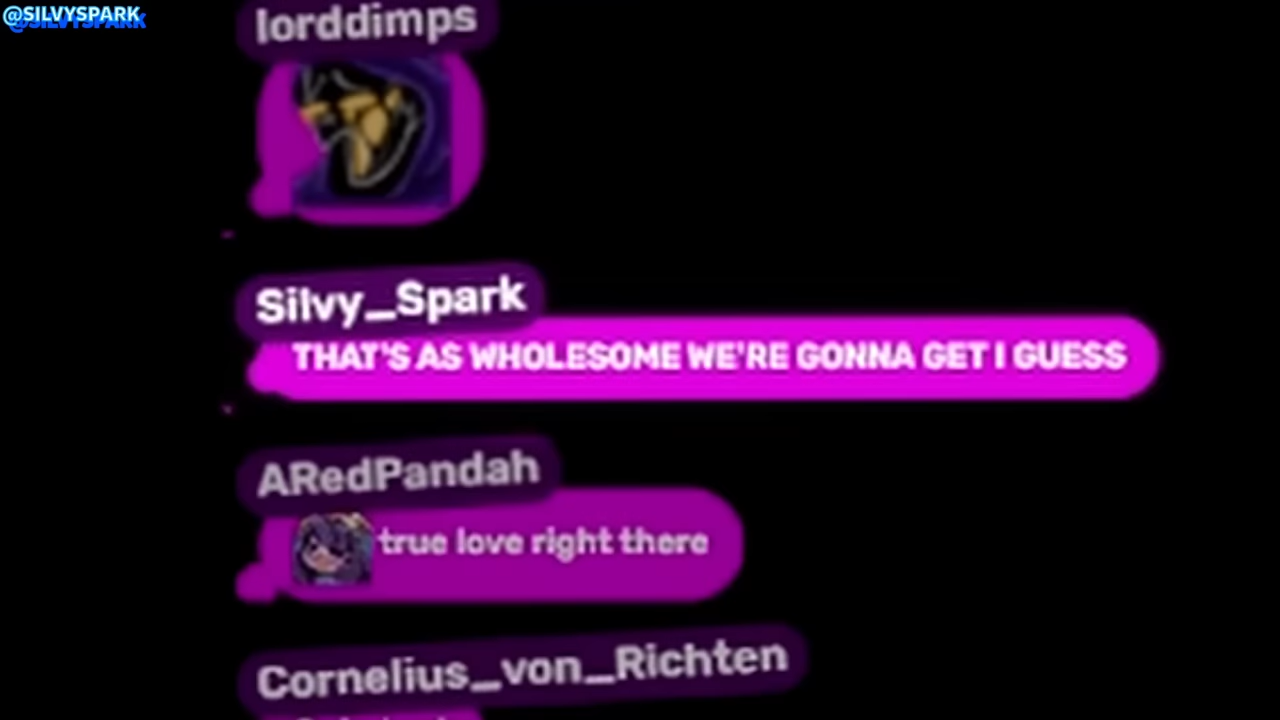 @SILVYSPARK
lorddimps
Silvy_Spark
THAT'S AS WHOLESOME WE'RE GONNA GET I GUESS
ARedPandah
true love right there
Cornelius_von_Richten